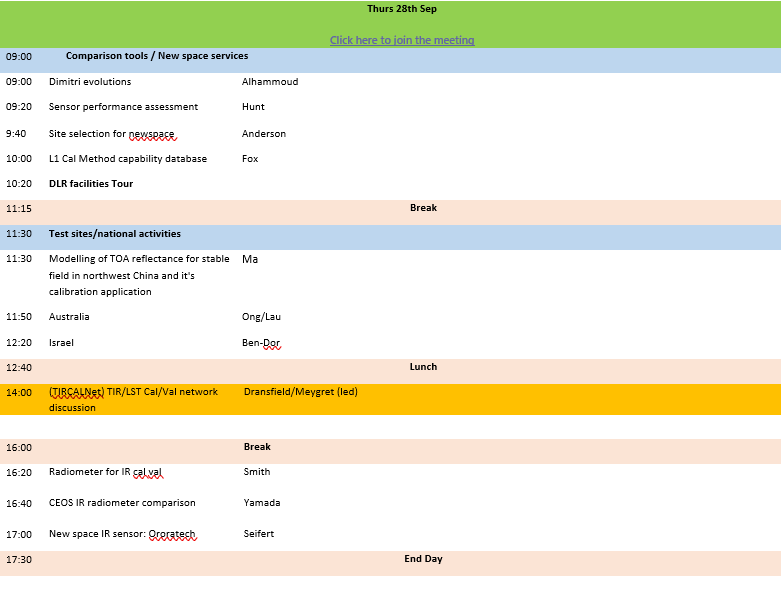 Thurs 28th Sep
Click here to join the meeting
09:00 Comparison tools / New space services
09:00 Dimitri evolutions Alhammoud
09:20 Sensor performance assessment Hunt
9:40 Site selection for newspace Anderson
10:00 L1 Cal Method capability database Fox
10:20 DLR facilities Tour
11:15 Break
11:30 Test sites/national activities
11:30 Modelling of TOA reflectance for stable Ma
field in northwest China and it's
calibration application
11:50 Australia Ong/Lau
12:20 Israel Ben-Dor
12:40 Lunch
14:00 (TIRCALNet) TIR/LST Cal/Val network Dransfield/Meygret (led)
discussion
16:00 Break
16:20 Radiometer for IR cal val Smith
16:40 CEOS IR radiometer comparison Yamada
17:00 New space IR sensor: Ororatech Seifert
17:30 End Day